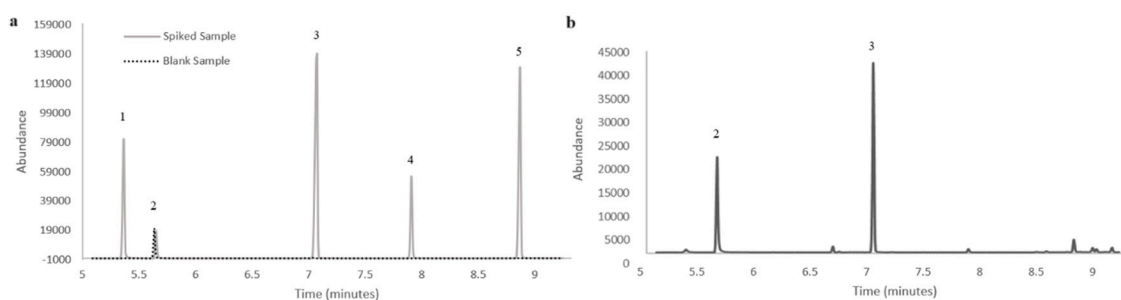 a
159000
139000
119000
99000
79000
59000
39000
19000
-1000
Abundance
Spiked Sample
Blank Sample
1
2
3
4
5
5 5.5 6 6.5 7 7.5 8 8.5 9
Time (minutes)
b
45000
40000
35000
30000
25000
20000
15000
10000
5000
0
Abundance
2
3
5 5.5 6 6.5 7 7.5 8 8.5 9
Time (minutes)